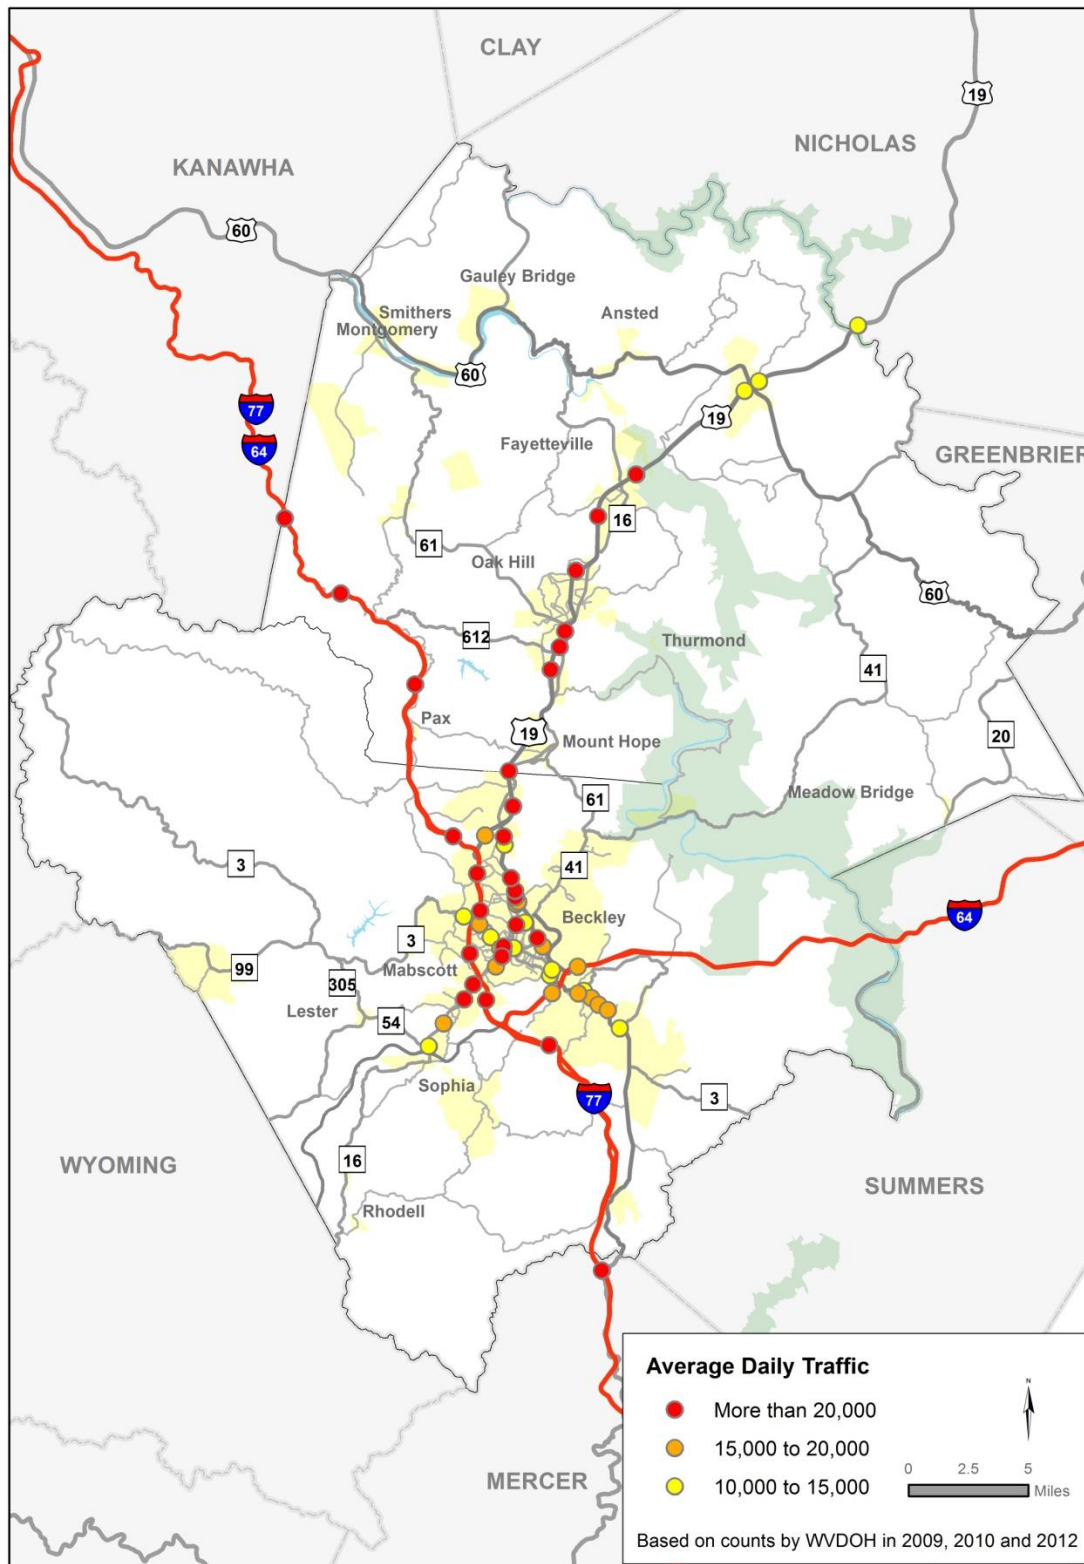 CLAY
19
NICHOLAS
KANAWHA
60
Gauley Bridge
Smithers
Ansted
Montgomery
60
77
19
64
Fayetteville
GREENBRIER
16
61
Oak Hill
60
612
Thurmond
41
Pax
19
20
Mount Hope
Meadow Bridge
61
3
41
64
Beckley
3
99
Mabscott
305
Lester
54
Sophia
77
3
16
WYOMING
SUMMERS
Rhodell
MERCER
Average Daily Traffic
More than 20,000
15,000 to 20,000
10,000 to 15,000
N
0 2.5 5
Miles
Based on counts by WVDOH in 2009, 2010 and 2012